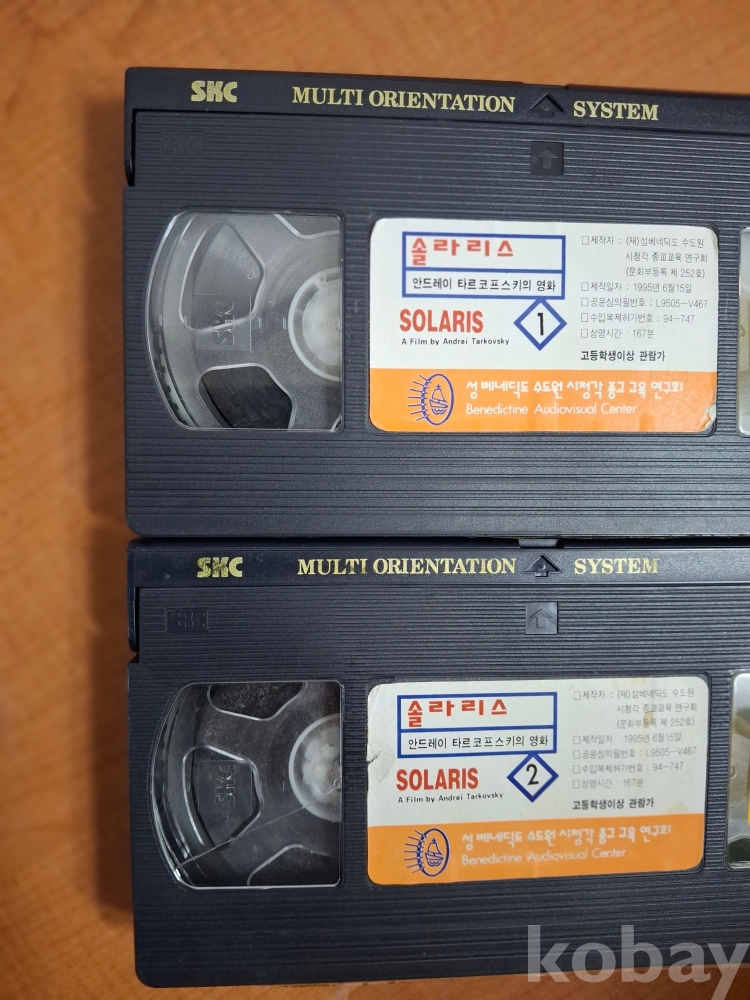 SKC MULTI ORIENTATION SYSTEM
SKC
솔라리스
안드레이 타르코프스키의 영화
SOLARIS 1
A Film by Andrei Tarkovsky
□제작자 : (재)성베네딕도 수도원
시청각 종교교육 연구회
(문화부등록 제 252호)
□제작일자 : 1995년 6월15일
□공윤심의필번호 : L9505-V467
□수입복제허가번호 : 94-747
□상영시간 : 167분
고등학생이상 관람가
성 베네딕도 수도원 시청각 종교 교육 연구회
Benedictine Audiovisual Center
SKC MULTI ORIENTATION SYSTEM
SKC
SKC
솔라리스
안드레이 타르코프스키의 영화
SOLARIS 2
A Film by Andrei Tarkovsky
□제작자 : (재)성베네딕도 수도원
시청각 종교교육 연구회
(문화부등록 제 252호)
□제작일자 : 1995년 6월15일
□공윤심의필번호 : L9505-V467
□수입복제허가번호 : 94-747
□상영시간 : 167분
고등학생이상 관람가
성 베네딕도 수도원 시청각 종교 교육 연구회
Benedictine Audiovisual Center
kobay